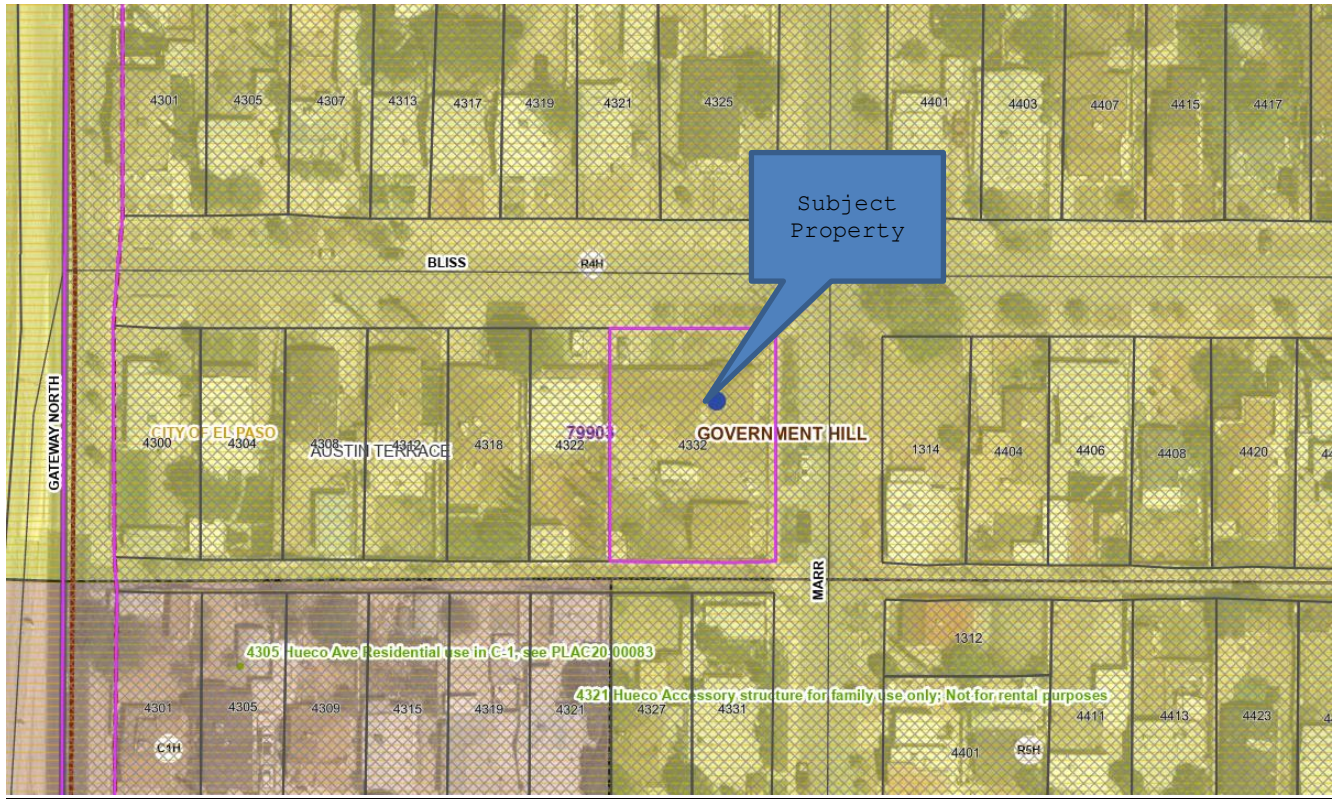 4301 4305 4307 4313 4317 4319 4321 4325 4401 4403 4407 4415 4417
Subject
Property
BLISS R4H
GATEWAY NORTH
4300 4304 4308 4312 4318 4322 4332 1314 4404 4406 4408 4420
CITY OF EL PASO
79903
GOVERNMENT HILL
AUSTIN TERRACE
MARR
4305 Hueco Ave Residential use in C-1, see PLAC20-00083
1312
4321 Hueco Accessory structure for family use only; Not for rental purposes
4301 4305 4309 4315 4319 4321 4327 4331 4411 4413 4423
C1H
4401 R5H